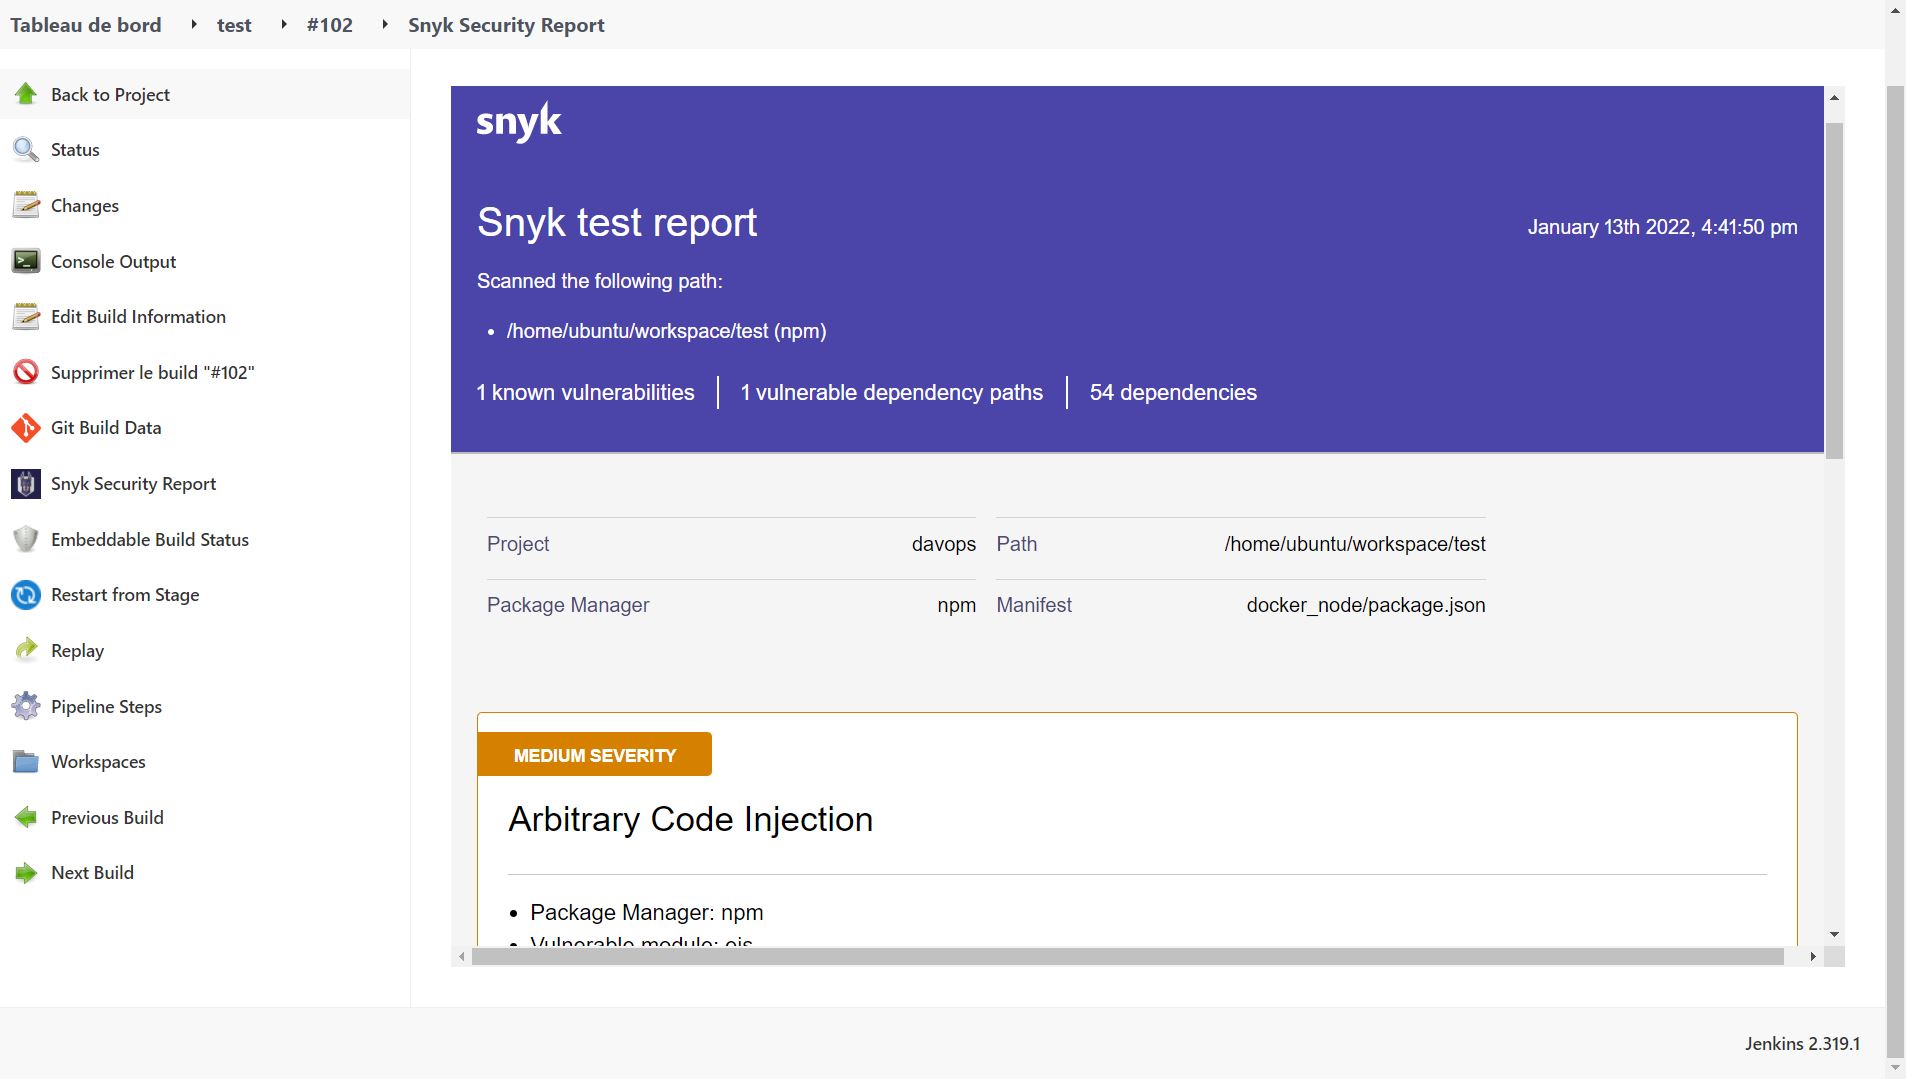 Tableau de bord test #102 Snyk Security Report
Back to Project
Status
Changes
Console Output
Edit Build Information
Supprimer le build "#102"
Git Build Data
Snyk Security Report
Embeddable Build Status
Restart from Stage
Replay
Pipeline Steps
Workspaces
Previous Build
Next Build
snyk
Snyk test report
January 13th 2022, 4:41:50 pm
Scanned the following path:
• /home/ubuntu/workspace/test (npm)
1 known vulnerabilities | 1 vulnerable dependency paths | 54 dependencies
Project davops Path /home/ubuntu/workspace/test
Package Manager npm Manifest docker_node/package.json
MEDIUM SEVERITY
Arbitrary Code Injection
• Package Manager: npm
• Vulnerable module: ejs
Jenkins 2.319.1